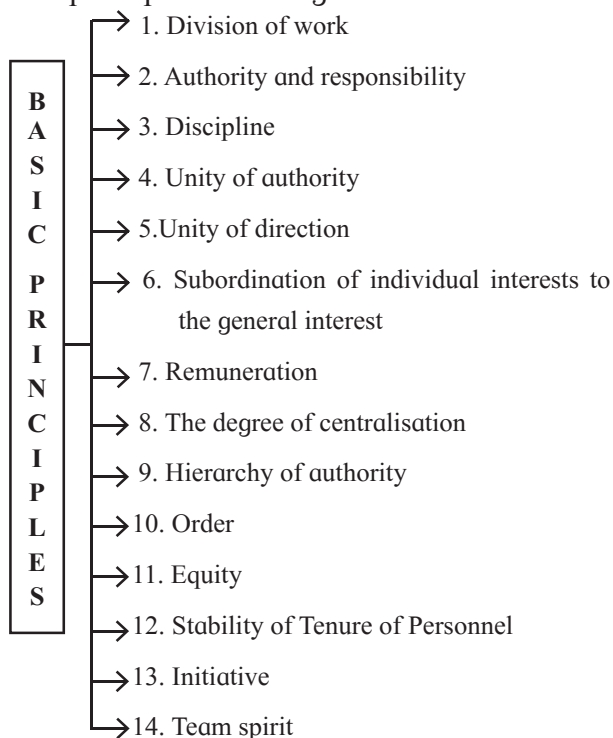 1. Division of work
2. Authority and responsibility
3. Discipline
4. Unity of authority
5.Unity of direction
6. Subordination of individual interests to
the general interest
7. Remuneration
8. The degree of centralisation
9. Hierarchy of authority
10. Order
11. Equity
12. Stability of Tenure of Personnel
13. Initiative
14. Team spirit
BASIC PRINCIPLES